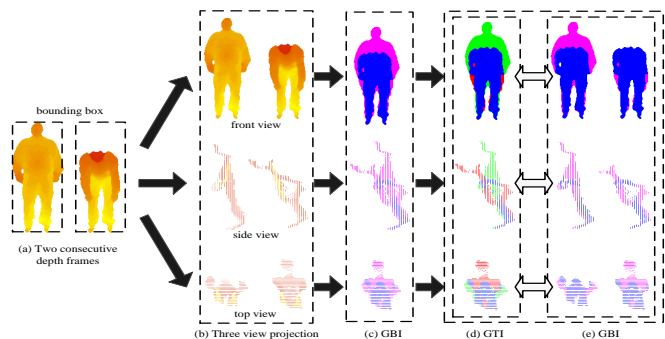 bounding box
front view
side view
(a) Two consecutive
depth frames
top view
(b) Three view projection
(c) GBI
(d) GTI
(e) GBI